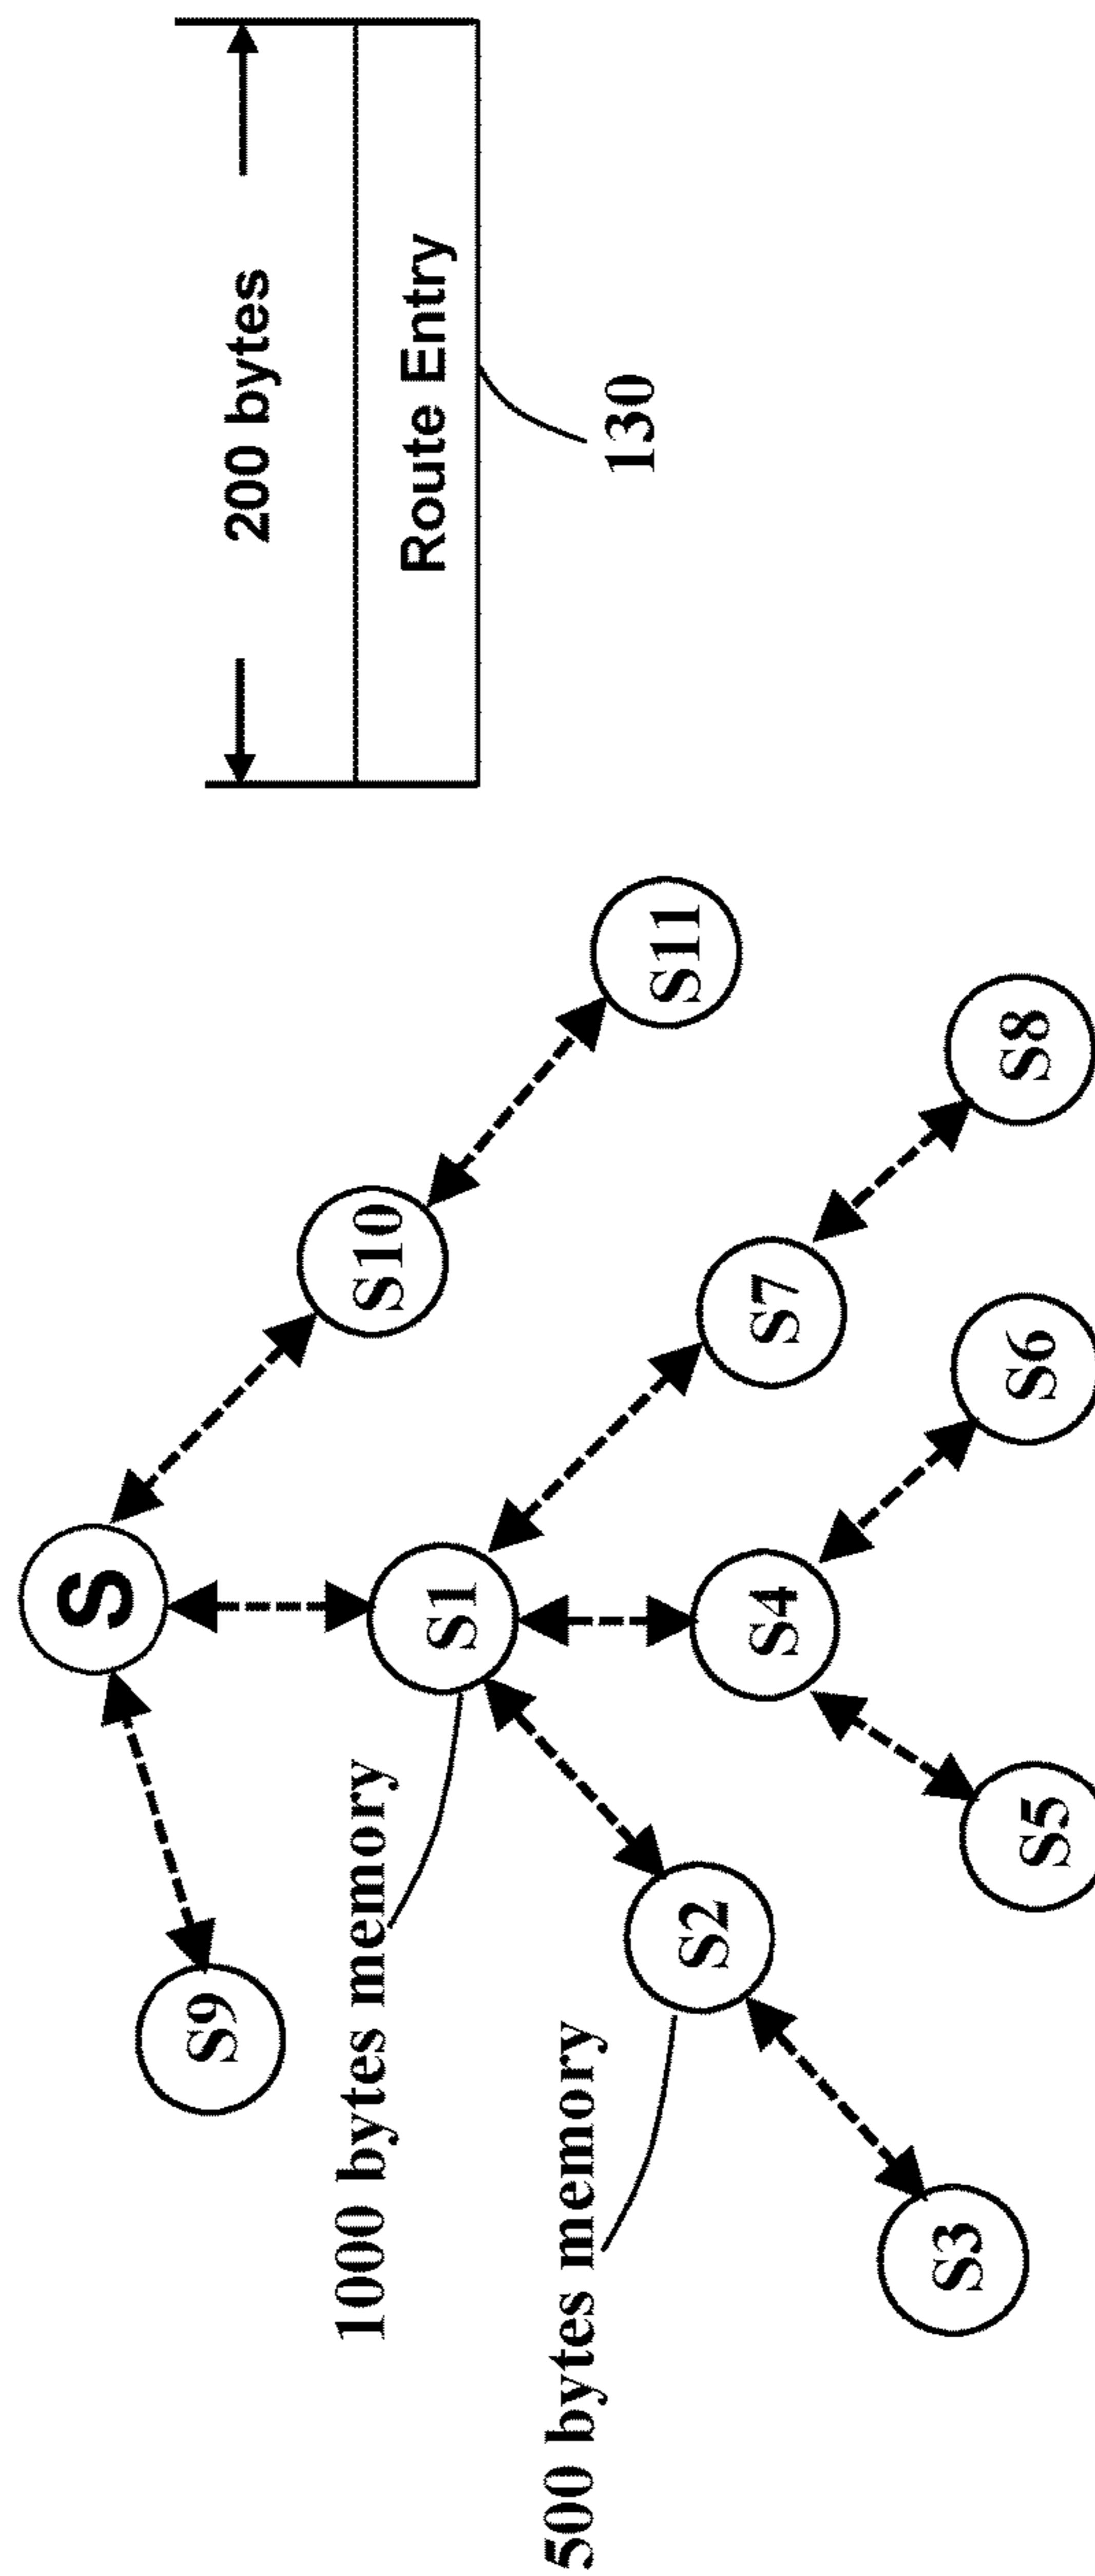 S
S9
S10
S11
1000 bytes memory
S1
500 bytes memory
S2
S4
S7
S3
S5
S6
S8
200 bytes
Route Entry
130